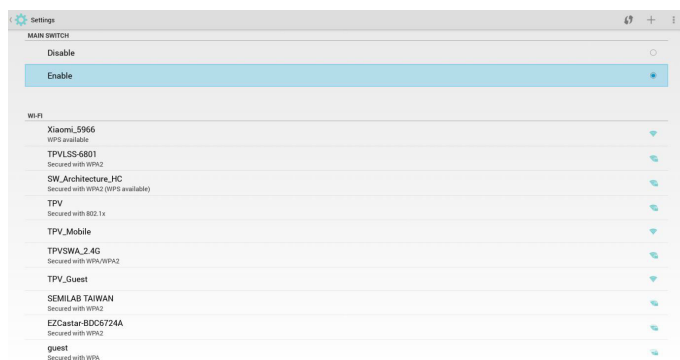 Settings
MAIN SWITCH
Disable
Enable
WI-FI
Xiaomi_5966
WPS available
TPVLSS-6801
Secured with WPA2
SW_Architecture_HC
Secured with WPA2 (WPS available)
TPV
Secured with 802.1x
TPV_Mobile
TPVSWA_2.4G
Secured with WPA/WPA2
TPV_Guest
SEMILAB TAIWAN
Secured with WPA2
EZCastar-BDC6724A
Secured with WPA2
guest
Secured with WPA